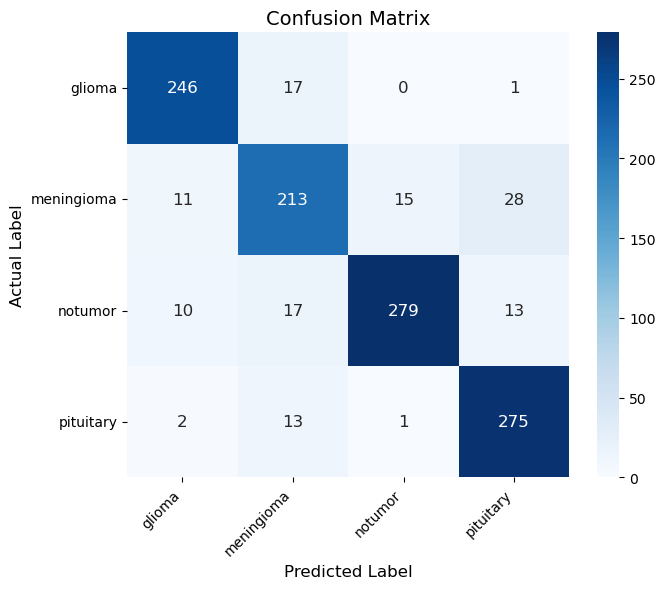 Confusion Matrix
glioma 246 17 0 1
meningioma 11 213 15 28
notumor 10 17 279 13
pituitary 2 13 1 275
glioma
meningioma
notumor
pituitary
Predicted Label
Actual Label
250
200
150
100
50
0